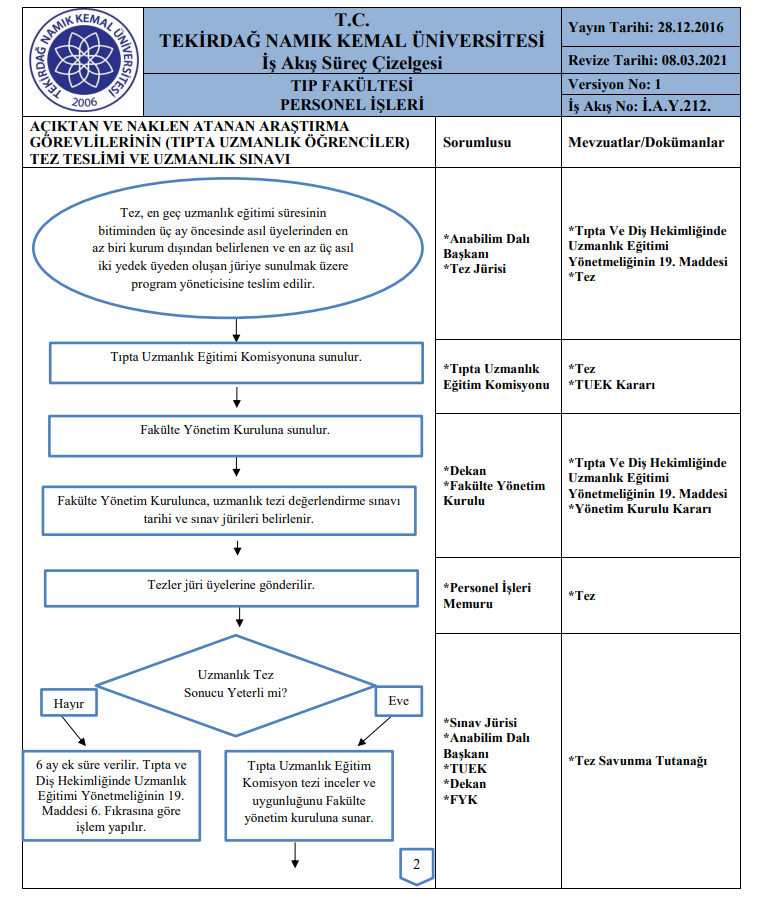 TEKİRDAĞ NAMIK KEMAL ÜNİVERSİTESİ
2006
T.C.
TEKİRDAĞ NAMIK KEMAL ÜNİVERSİTESİ
İş Akış Süreç Çizelgesi
TIP FAKÜLTESİ
PERSONEL İŞLERİ
Yayın Tarihi: 28.12.2016
Revize Tarihi: 08.03.2021
Versiyon No: 1
İş Akış No: İ.A.Y.212.
AÇIKTAN VE NAKLEN ATANAN ARAŞTIRMA
GÖREVLİLERİNİN (TIPTA UZMANLIK ÖĞRENCİLER)
TEZ TESLİMİ VE UZMANLIK SINAVI
Sorumlusu
Mevzuatlar/Dokümanlar
Tez, en geç uzmanlık eğitimi süresinin
bitiminden üç ay öncesinde asıl üyelerinden en
az biri kurum dışından belirlenen ve en az üç asıl
iki yedek üyeden oluşan jüriye sunulmak üzere
program yöneticisine teslim edilir.
*Anabilim Dalı
Başkanı
*Tez Jürisi
*Tıpta Ve Diş Hekimliğinde
Uzmanlık Eğitimi
Yönetmeliğinin 19. Maddesi
*Tez
Tıpta Uzmanlık Eğitimi Komisyonuna sunulur.
*Tıpta Uzmanlık
Eğitim Komisyonu
*Tez
*TUEK Kararı
Fakülte Yönetim Kuruluna sunulur.
Fakülte Yönetim Kurulunca, uzmanlık tezi değerlendirme sınavı
tarihi ve sınav jürileri belirlenir.
*Dekan
*Fakülte Yönetim
Kurulu
*Tıpta Ve Diş Hekimliğinde
Uzmanlık Eğitimi
Yönetmeliğinin 19. Maddesi
*Yönetim Kurulu Kararı
Tezler jüri üyelerine gönderilir.
*Personel İşleri
Memuru
*Tez
Uzmanlık Tez
Sonucu Yeterli mi?
Hayır
Eve
6 ay ek süre verilir. Tıpta ve
Diş Hekimliğinde Uzmanlık
Eğitimi Yönetmeliğinin 19.
Maddesi 6. Fıkrasına göre
işlem yapılır.
Tıpta Uzmanlık Eğitim
Komisyon tezi inceler ve
uygunluğunu Fakülte
yönetim kuruluna sunar.
2
*Sınav Jürisi
*Anabilim Dalı
Başkanı
*TUEK
*Dekan
*FYK
*Tez Savunma Tutanağı